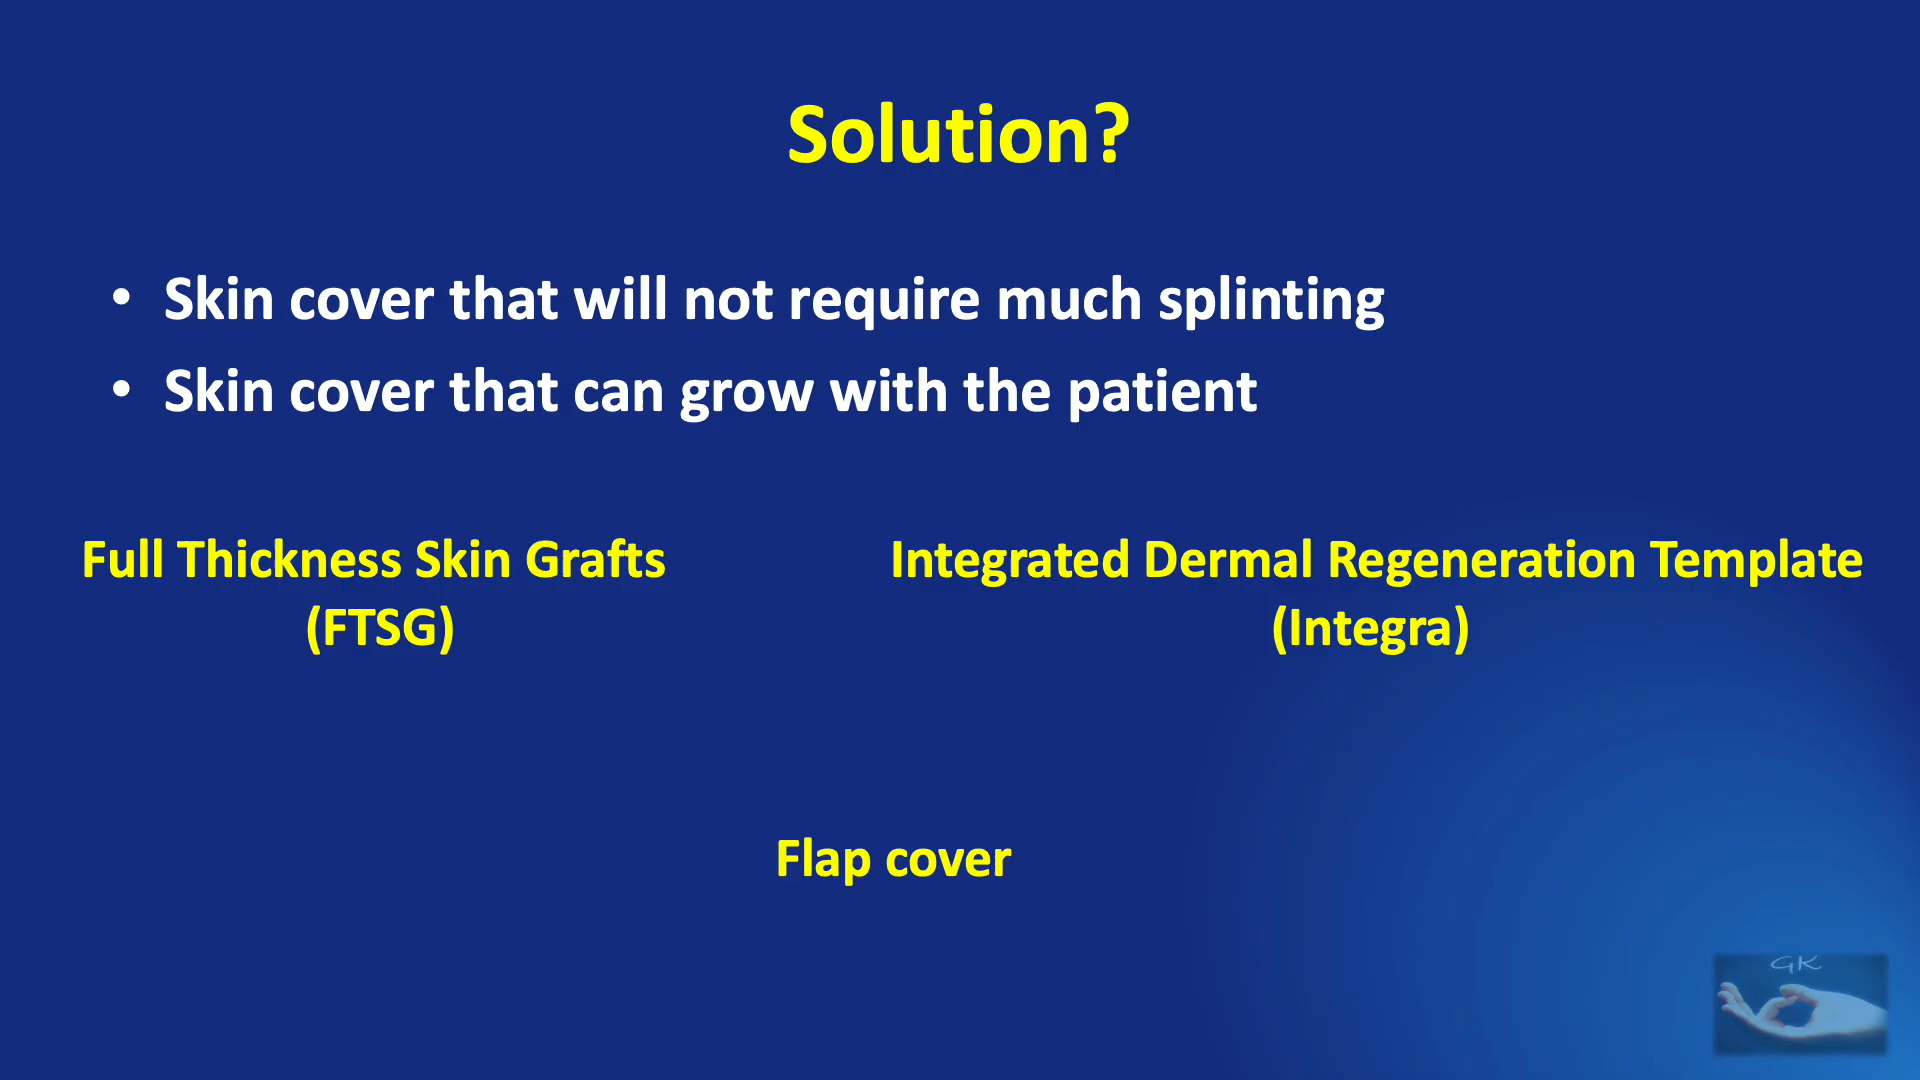 Solution?
• Skin cover that will not require much splinting
• Skin cover that can grow with the patient
Full Thickness Skin Grafts
(FTSG)
Integrated Dermal Regeneration Template
(Integra)
Flap cover
GK